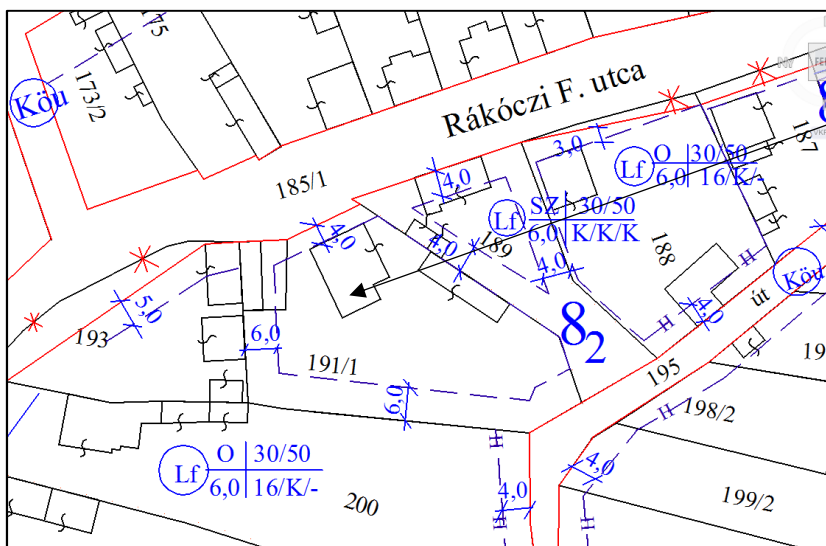 175
173/2
Köu
Rákóczi F. utca
185/1
3,0
187
Lf O 30/50
6,0 16/K/-
4,0
Lf SZ 30/50
6,0 K/K/K
4,0
4,0
189
4,0
188
H
Köu
út
4,0
H
5,0
193
6,0
8
2
191/1
195
19
6,0
198/2
H
H
Lf O 30/50
6,0 16/K/-
4,0
4,0
200
199/2
H
H